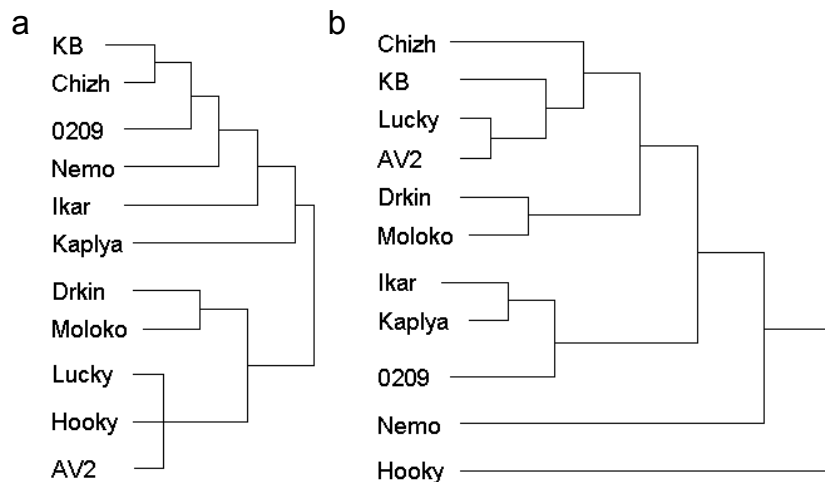 a
KB
Chizh
0209
Nemo
Ikar
Kaplya
Drkin
Moloko
Lucky
Hooky
AV2
b
Chizh
KB
Lucky
AV2
Drkin
Moloko
Ikar
Kaplya
0209
Nemo
Hooky